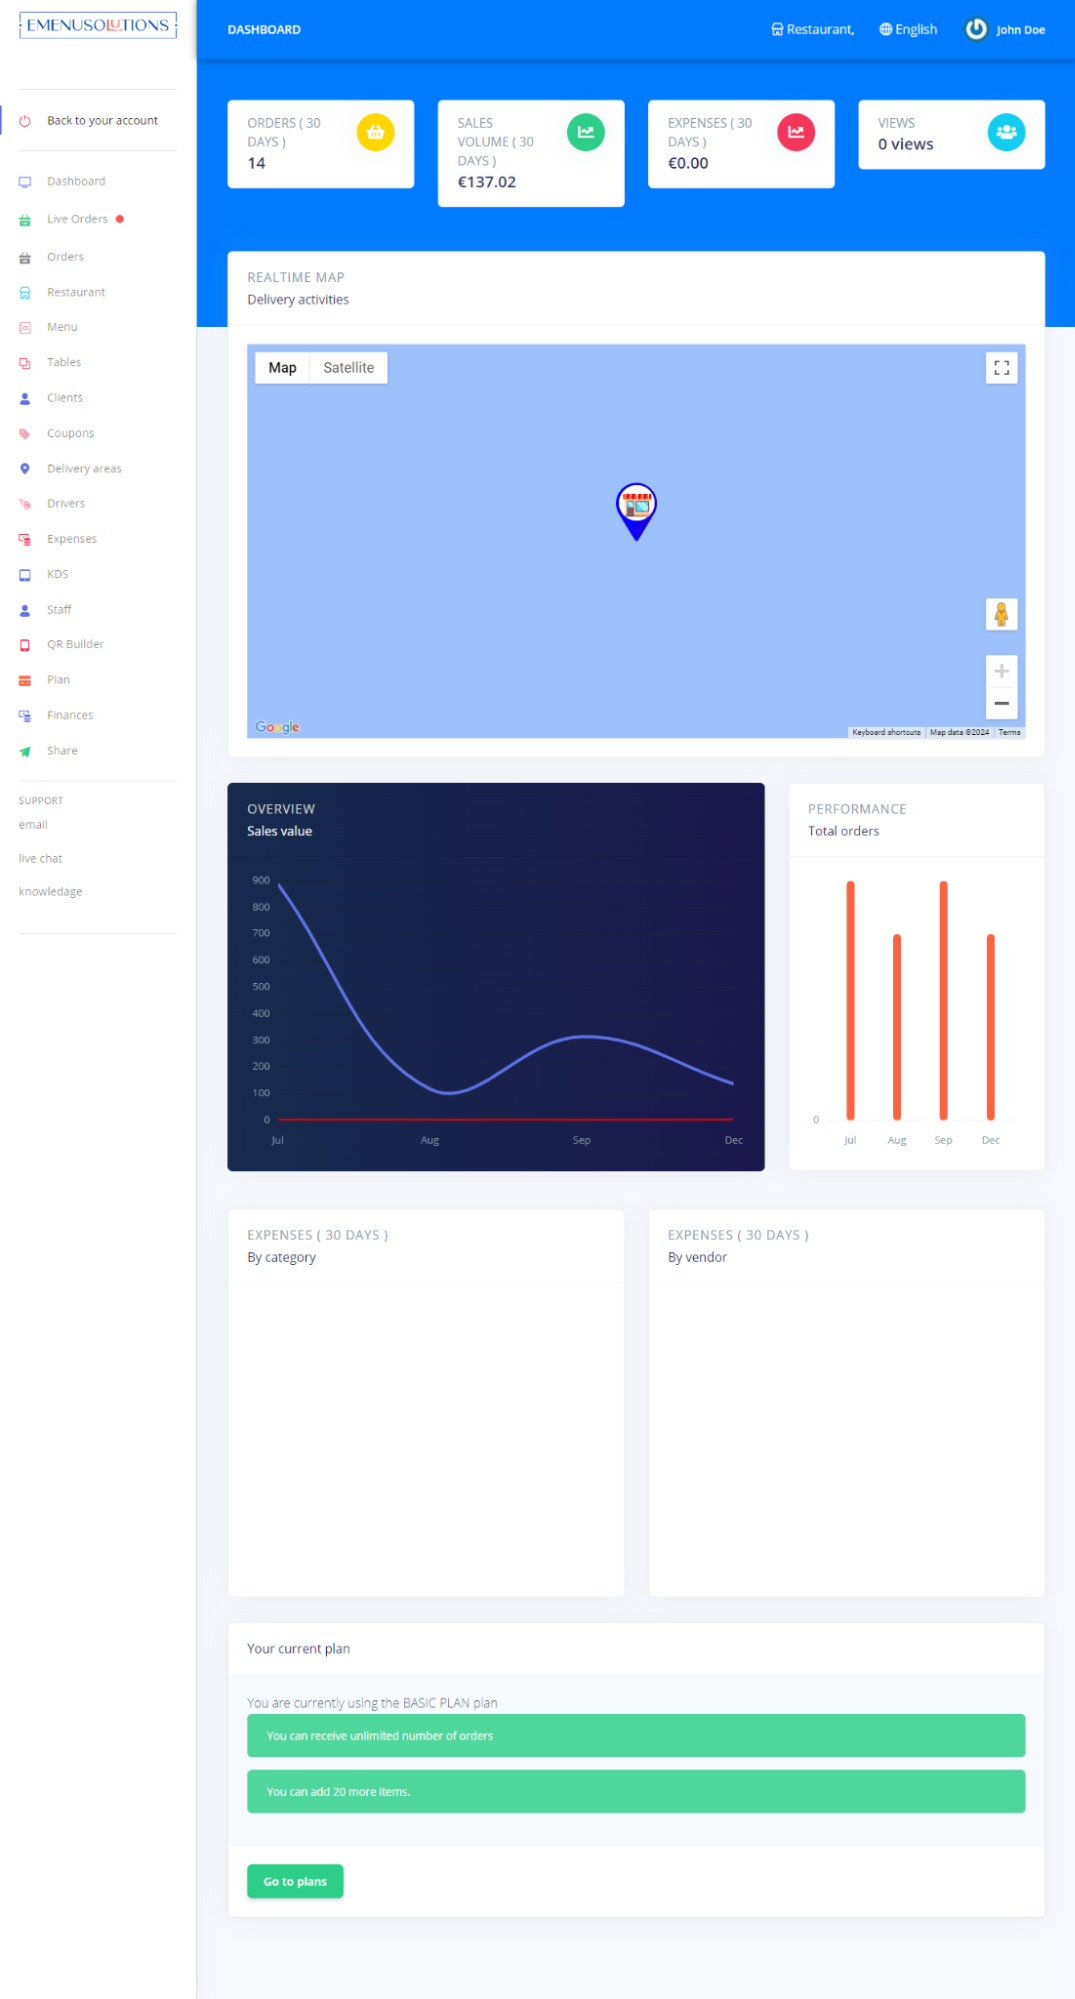 EMENUSOLUTIONS
Back to your account
Dashboard
Live Orders
Orders
Restaurant
Menu
Tables
Clients
Coupons
Delivery areas
Drivers
Expenses
KDS
Staff
QR Builder
Plan
Finances
Share
SUPPORT
email
live chat
knowledage
DASHBOARD
Restaurant,
English
John Doe
ORDERS ( 30
DAYS )
14
SALES
VOLUME ( 30
DAYS )
€137.02
EXPENSES ( 30
DAYS )
€0.00
VIEWS
0 views
REALTIME MAP
Delivery activities
Map
Satellite
Google
Keyboard shortcuts
Map data ©2024
Terms
OVERVIEW
Sales value
900
800
700
600
500
400
300
200
100
0
Jul
Aug
Sep
Dec
PERFORMANCE
Total orders
0
Jul
Aug
Sep
Dec
EXPENSES ( 30 DAYS )
By category
EXPENSES ( 30 DAYS )
By vendor
Your current plan
You are currently using the BASIC PLAN plan
You can receive unlimited number of orders
You can add 20 more items.
Go to plans